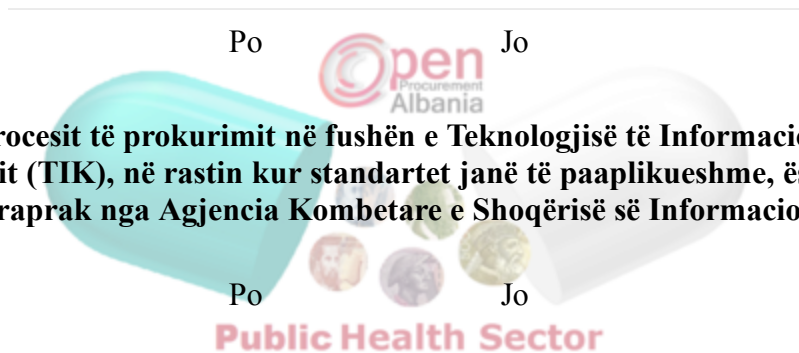 Po Jo
Open
Procurement
Albania
rocesit të prokurimit në fushën e Teknologjisë të Informacio
it (TIK), në rastin kur standartet janë të paaplikueshme, ës
raprak nga Agjencia Kombetare e Shoqërisë së Informacio
Po Jo
Public Health Sector